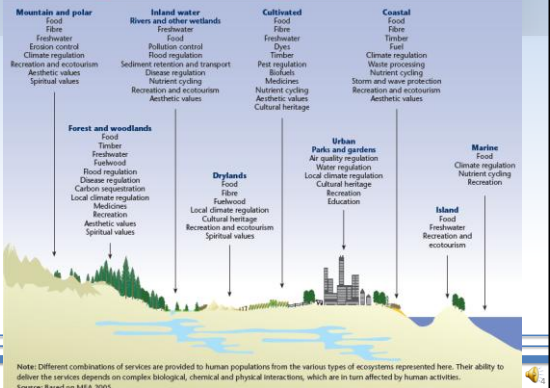 Mountain and polar
Food
Fibre
Freshwater
Erosion control
Climate regulation
Recreation and ecotourism
Aesthetic values
Spiritual values
Inland water
Rivers and other wetlands
Freshwater
Food
Pollution control
Flood regulation
Sediment retention and transport
Disease regulation
Nutrient cycling
Recreation and ecotourism
Aesthetic values
Cultivated
Food
Fibre
Freshwater
Dyes
Timber
Pest regulation
Biofuels
Medicines
Nutrient cycling
Aesthetic values
Cultural heritage
Coastal
Food
Fibre
Timber
Fuel
Climate regulation
Waste processing
Nutrient cycling
Storm and wave protection
Recreation and ecotourism
Aesthetic values
Forest and woodlands
Food
Timber
Freshwater
Fuelwood
Flood regulation
Disease regulation
Carbon sequestration
Local climate regulation
Medicines
Recreation
Aesthetic values
Spiritual values
Drylands
Food
Fibre
Fuelwood
Local climate regulation
Cultural heritage
Recreation and ecotourism
Spiritual values
Urban
Parks and gardens
Air quality regulation
Water regulation
Local climate regulation
Cultural heritage
Recreation
Education
Marine
Food
Climate regulation
Nutrient cycling
Recreation
Island
Food
Freshwater
Recreation and
ecotourism
Note: Different combinations of services are provided to human populations from the various types of ecosystems represented here. Their ability to
deliver the services depends on complex biological, chemical and physical interactions, which are in turn affected by human activities.
Source: Based on MEA 2005